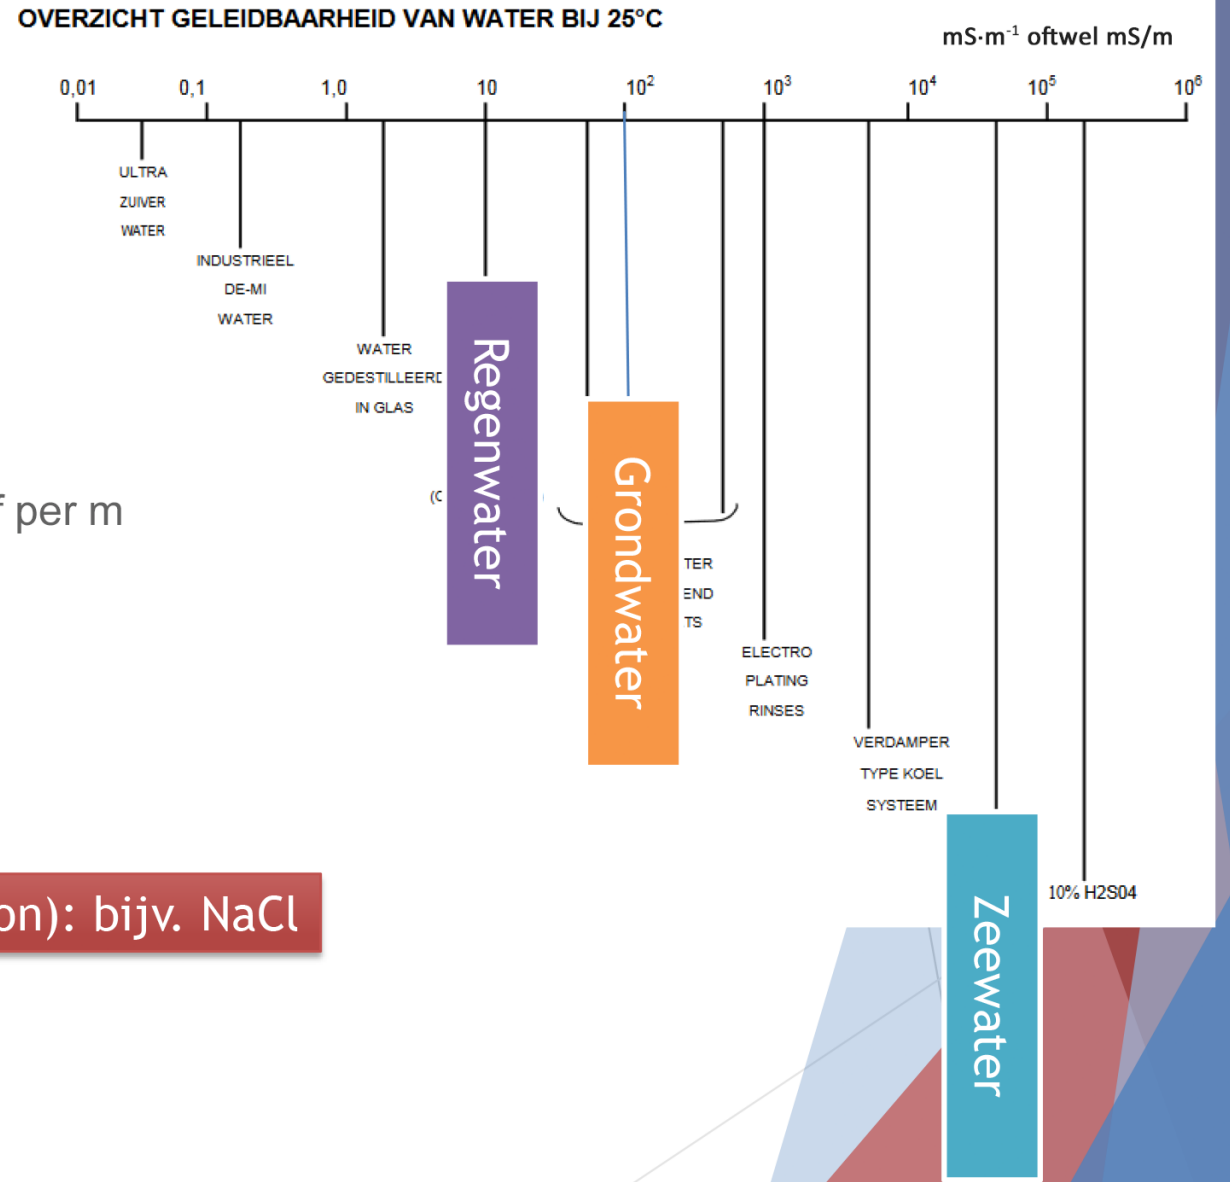 OVERZICHT GELEIDBAARHEID VAN WATER BIJ 25°C
mS·m⁻¹ oftwel mS/m
0,01 0,1 1,0 10 10² 10³ 10⁴ 10⁵ 10⁶
ULTRA
ZUIVER
WATER
INDUSTRIEEL
DE-MI
WATER
WATER
GEDESTILLEERD
IN GLAS
Regenwater
(C
Grondwater
TER
END
TS
per m
ELECTRO
PLATING
RINSES
VERDAMPER
TYPE KOEL
SYSTEEM
Zeewater
10% H2S04
on): bijv. NaCl